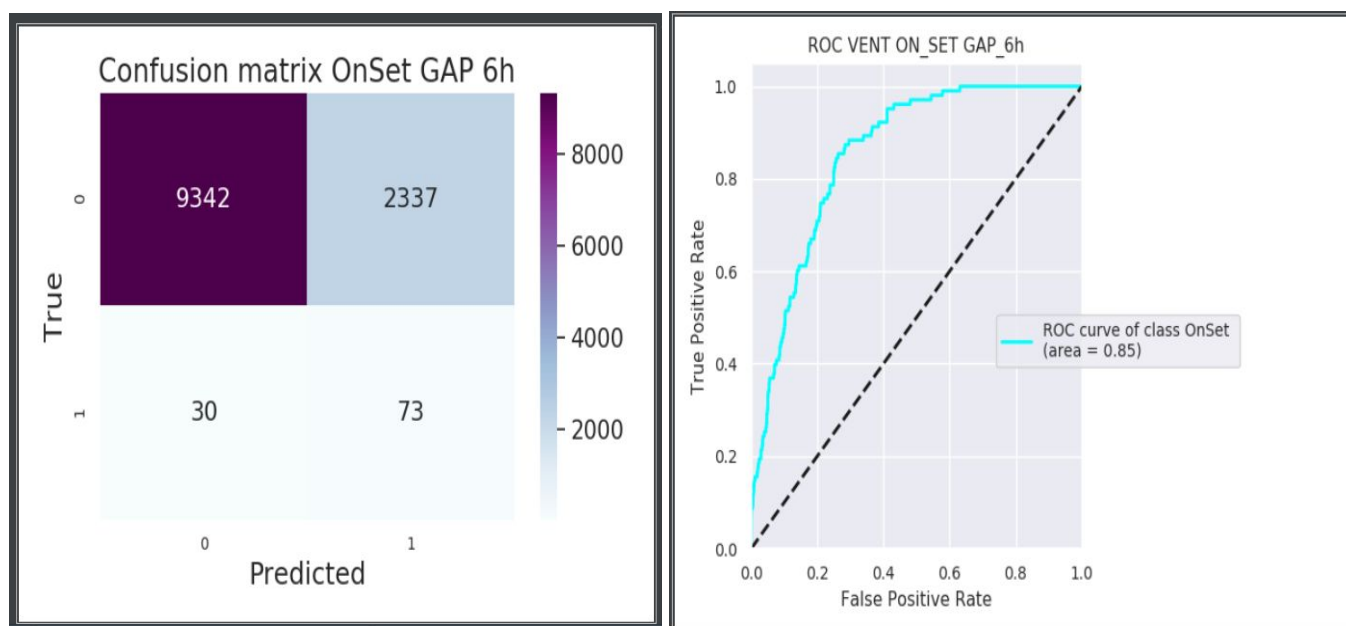 Confusion matrix OnSet GAP 6h
0
9342
2337
8000
6000
True
4000
1
30
73
2000
0
1
Predicted
ROC VENT ON_SET GAP_6h
1.0
0.8
True Positive Rate
0.6
0.4
0.2
0.0
ROC curve of class OnSet
(area = 0.85)
0.0 0.2 0.4 0.6 0.8 1.0
False Positive Rate